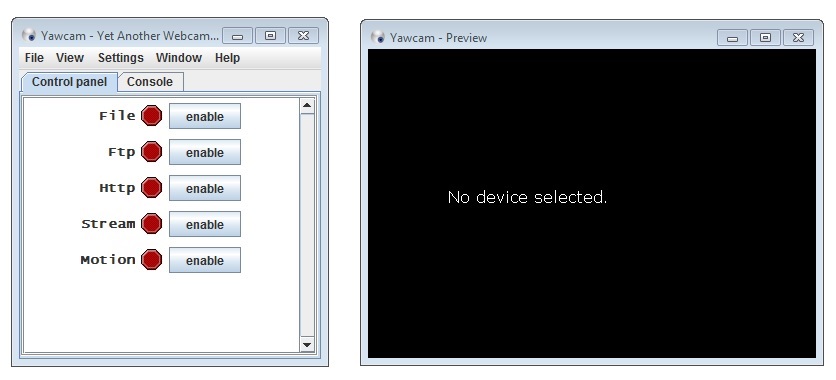 Yawcam - Yet Another Webcam...
File View Settings Window Help
Control panel Console
File enable
Ftp enable
Http enable
Stream enable
Motion enable
Yawcam - Preview
No device selected.